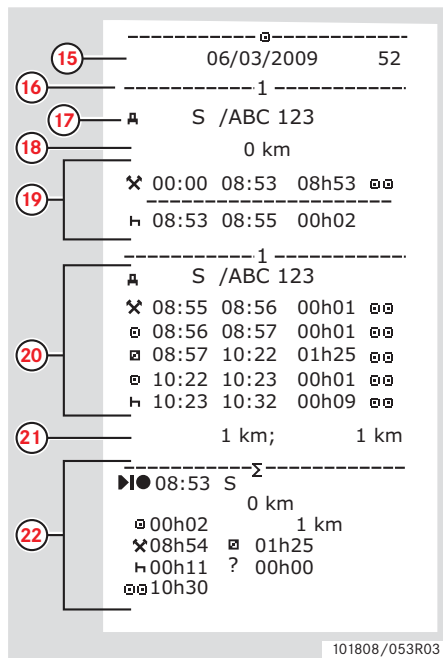 15 06/03/2009 52
16 1
17 S /ABC 123
18 0 km
19 00:00 08:53 08h53
08:53 08:55 00h02
1
S /ABC 123
08:55 08:56 00h01
08:56 08:57 00h01
20 08:57 10:22 01h25
10:22 10:23 00h01
10:23 10:32 00h09
21 1 km; 1 km
Σ
08:53 S
0 km
00h02 1 km
22 08h54 01h25
00h11 ? 00h00
10h30
101808/053R03